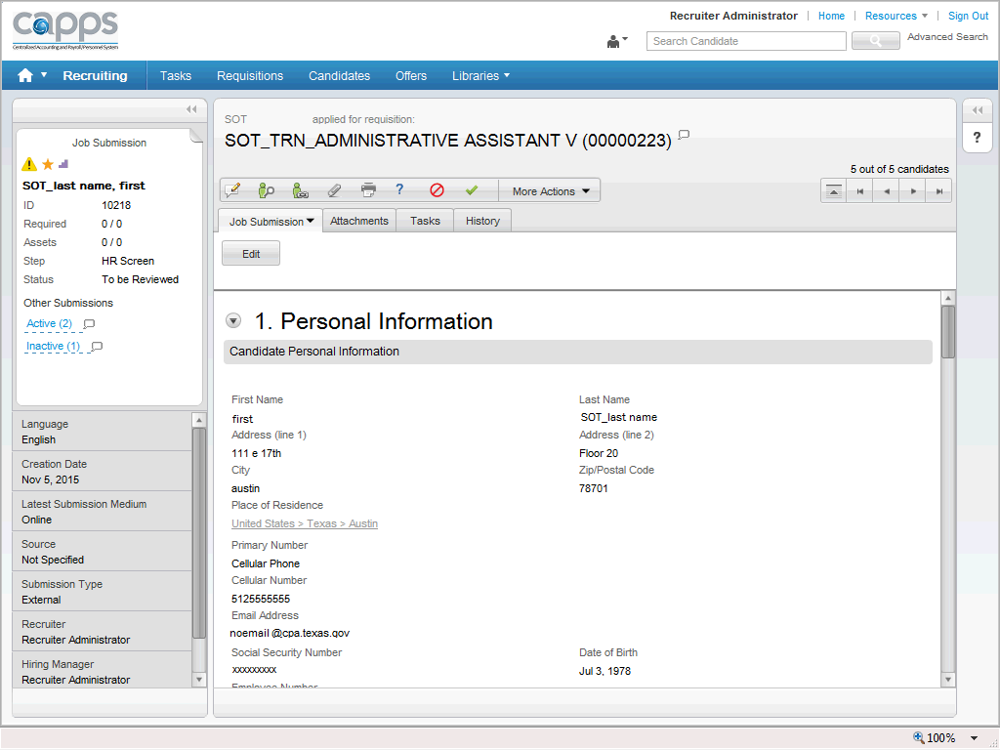 capps
Centralized Accounting and Payroll/Personnel System
Recruiter Administrator | Home | Resources | Sign Out
Search Candidate
Advanced Search
Recruiting
Tasks Requisitions Candidates Offers Libraries
Job Submission
SOT_last name, first
ID 10218
Required 0 / 0
Assets 0 / 0
Step HR Screen
Status To be Reviewed
Other Submissions
Active (2)
Inactive (1)
Language
English
Creation Date
Nov 5, 2015
Latest Submission Medium
Online
Source
Not Specified
Submission Type
External
Recruiter
Recruiter Administrator
Hiring Manager
Recruiter Administrator
SOT applied for requisition:
SOT_TRN_ADMINISTRATIVE ASSISTANT V (00000223)
5 out of 5 candidates
? More Actions
Job Submission Attachments Tasks History
Edit
1. Personal Information
Candidate Personal Information
First Name Last Name
first SOT_last name
Address (line 1) Address (line 2)
111 e 17th Floor 20
City Zip/Postal Code
austin 78701
Place of Residence
United States > Texas > Austin
Primary Number
Cellular Phone
Cellular Number
5125555555
Email Address
noemail @cpa.texas.gov
Social Security Number Date of Birth
xxxxxxxxx Jul 3, 1978
Employee Number
?
100%